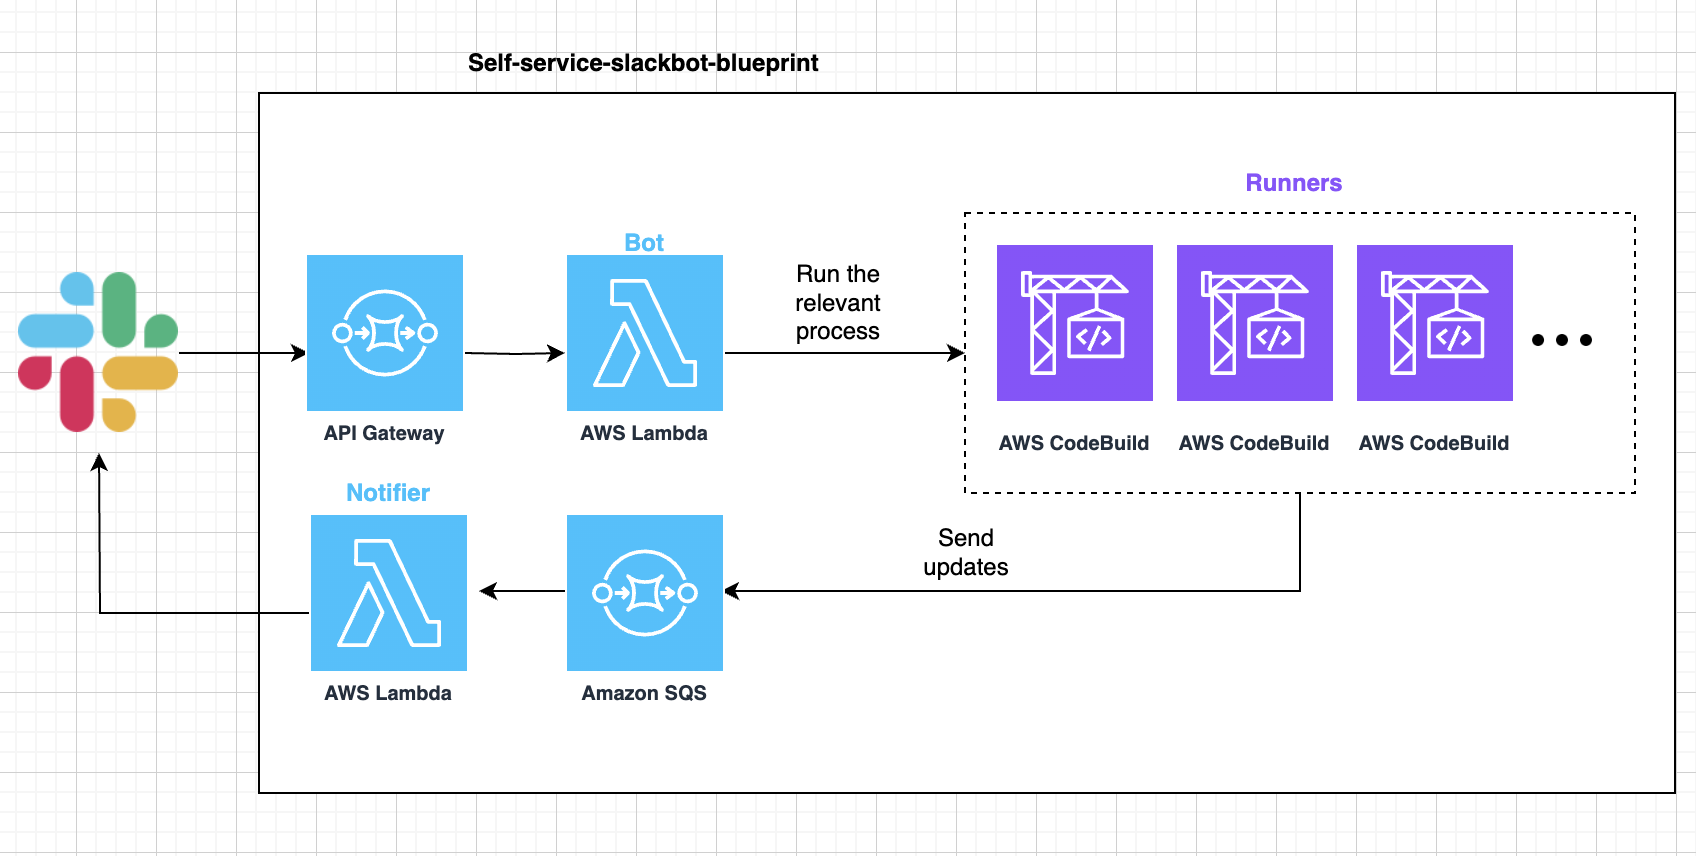 Self-service-slackbot-blueprint
Runners
Bot
Run the
relevant
process
API Gateway
AWS Lambda
AWS CodeBuild
AWS CodeBuild
AWS CodeBuild
Notifier
Send
updates
AWS Lambda
Amazon SQS